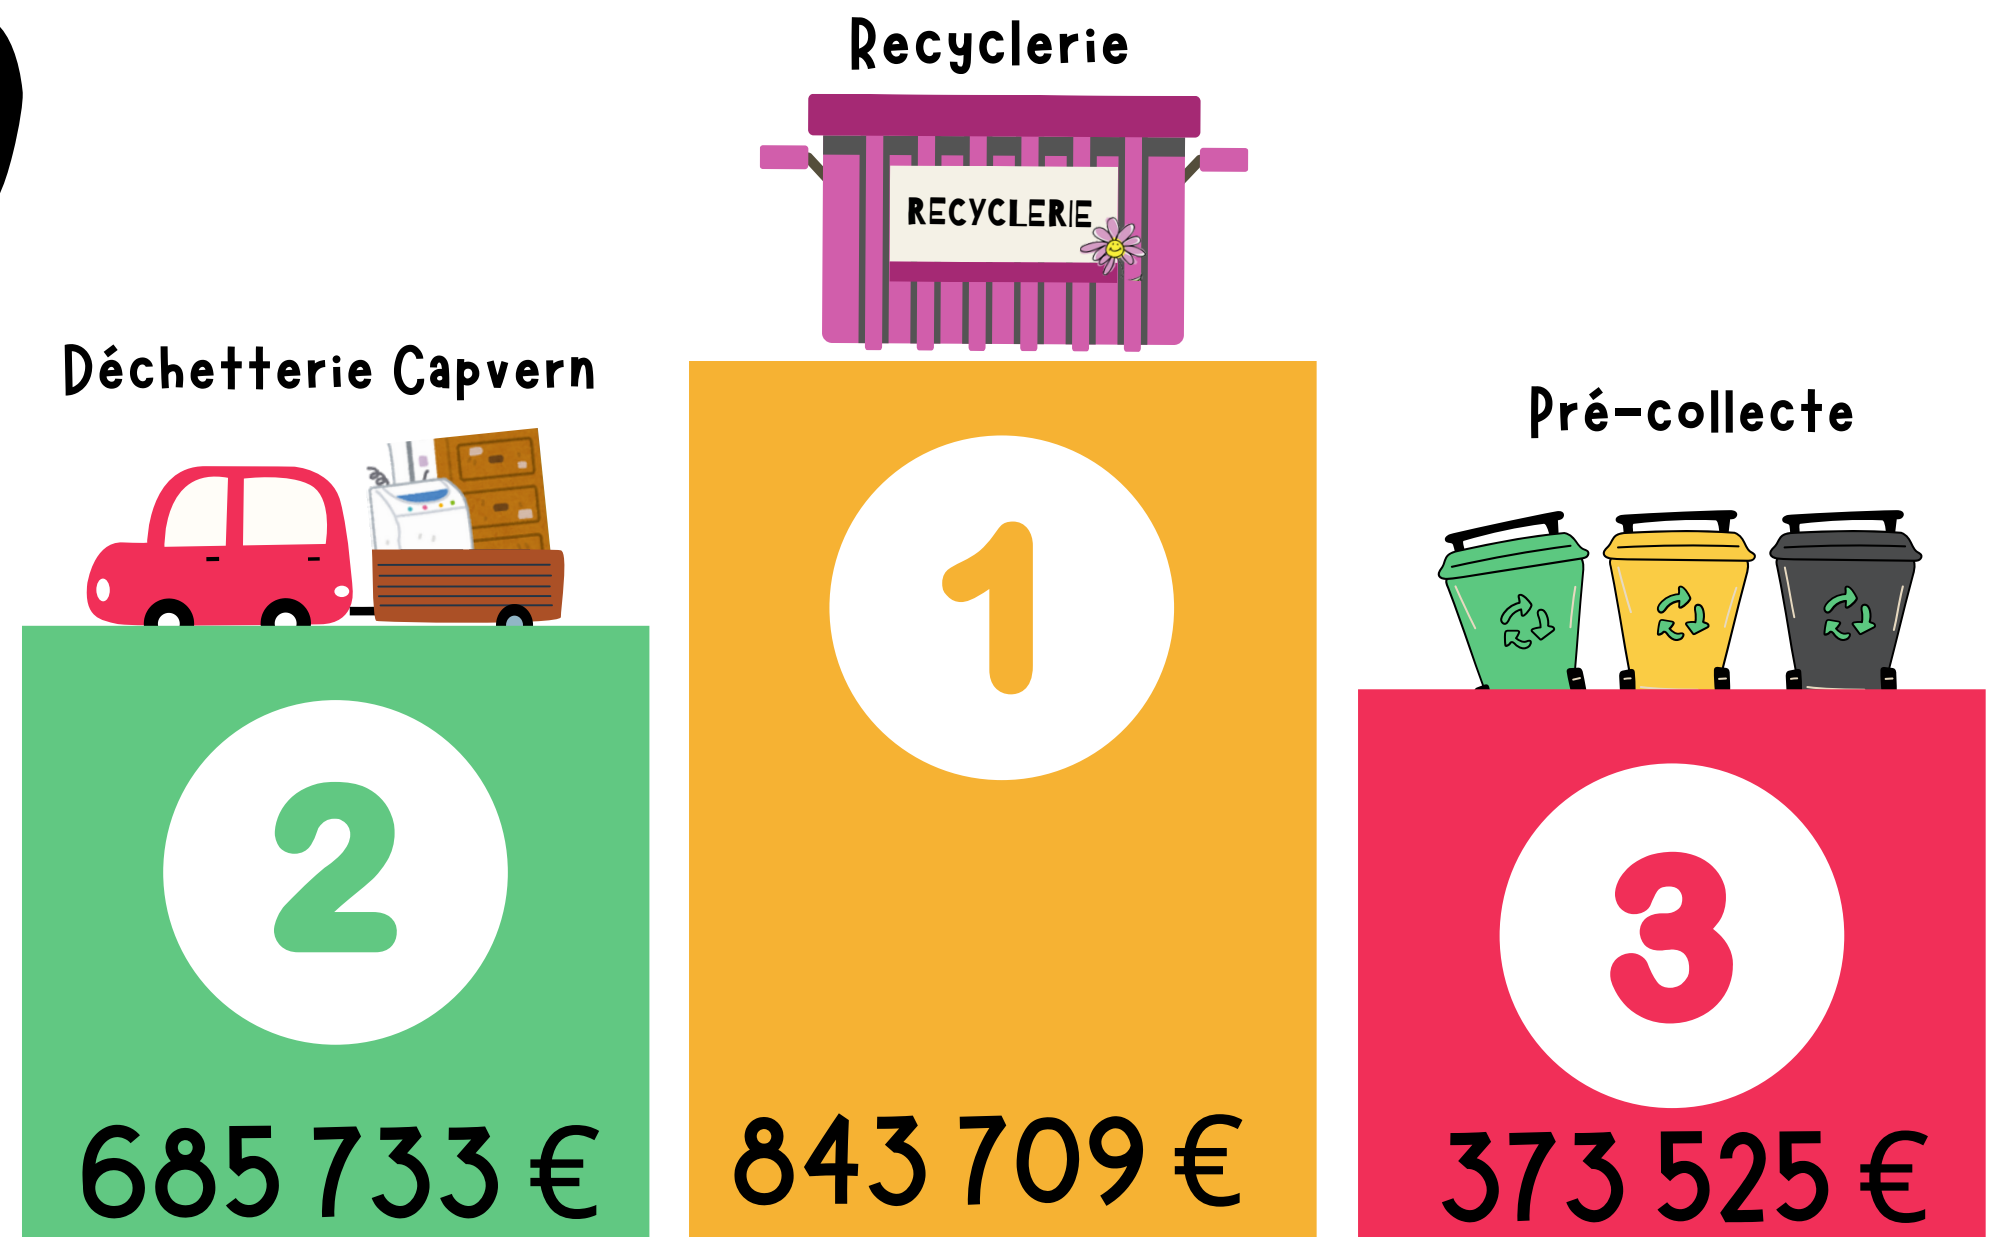 Recyclerie
RECYCLERIE
Déchetterie Capvern
Pré-collecte
1
2
3
685 733 €
843 709 €
373 525 €